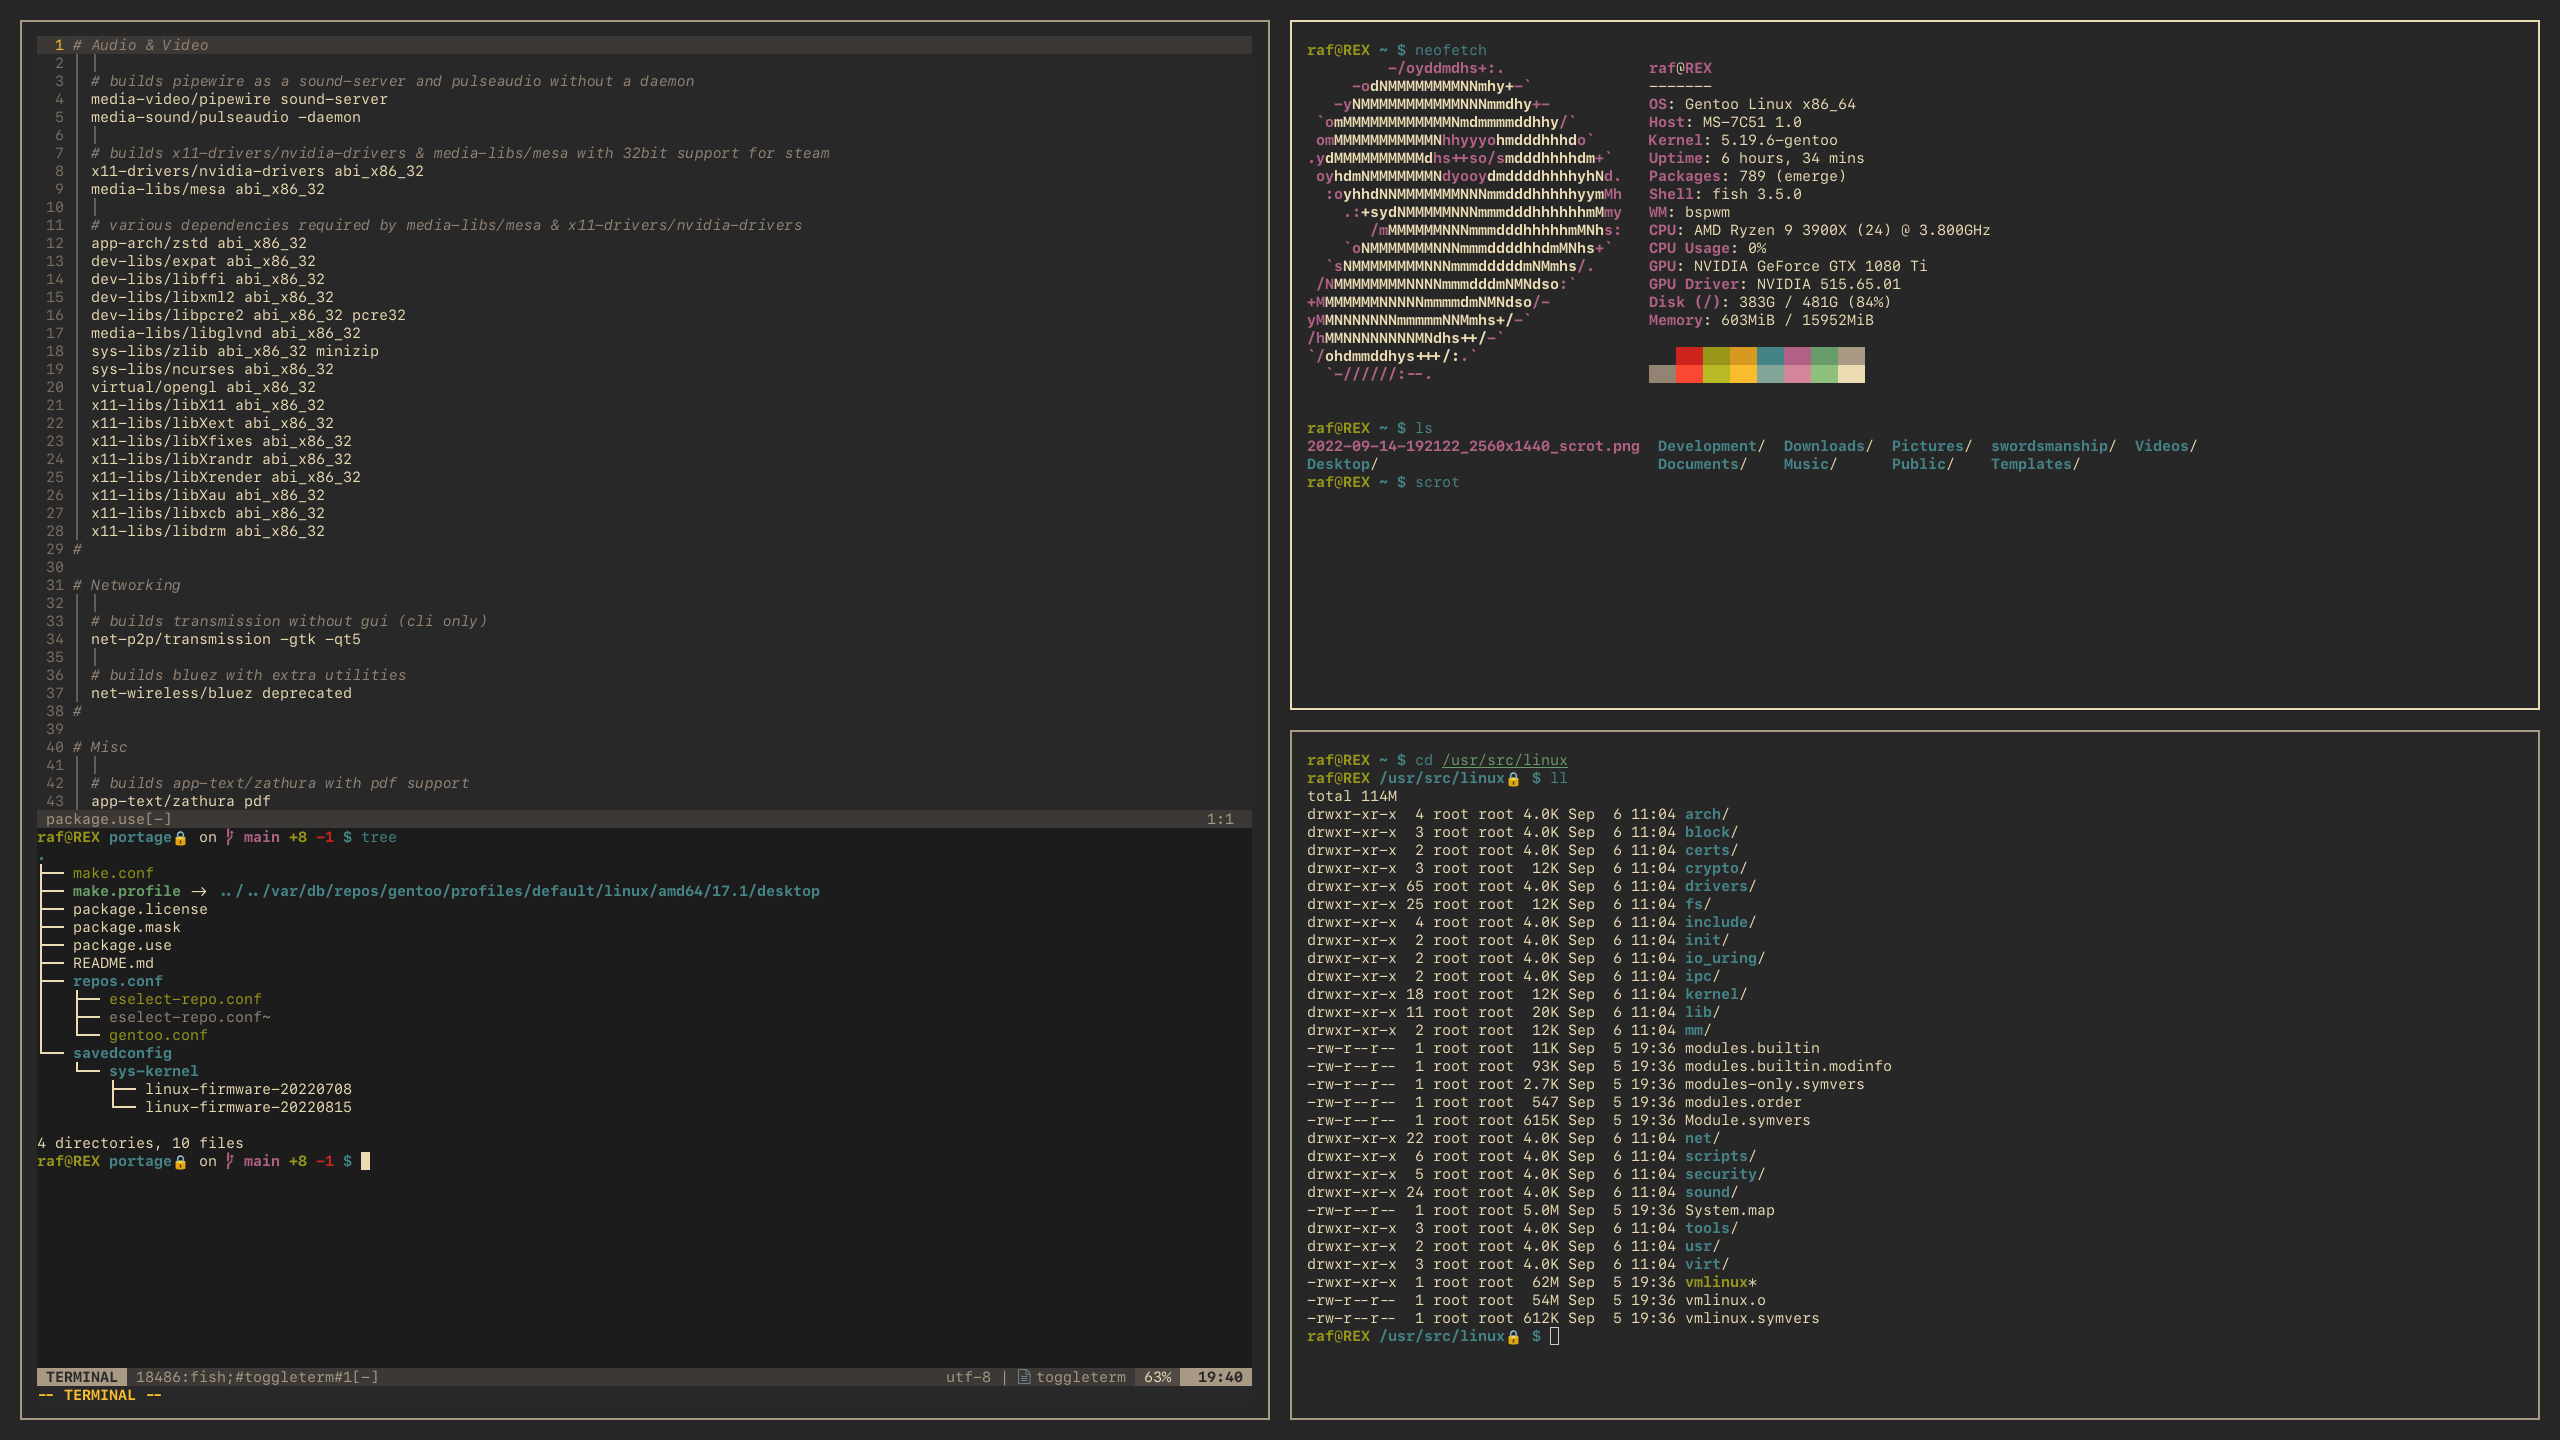 1 # Audio & Video
2
3 # builds pipewire as a sound-server and pulseaudio without a daemon
4 media-video/pipewire sound-server
5 media-sound/pulseaudio -daemon
6
7 # builds x11-drivers/nvidia-drivers & media-libs/mesa with 32bit support for steam
8 x11-drivers/nvidia-drivers abi_x86_32
9 media-libs/mesa abi_x86_32
10
11 # various dependencies required by media-libs/mesa & x11-drivers/nvidia-drivers
12 app-arch/zstd abi_x86_32
13 dev-libs/expat abi_x86_32
14 dev-libs/libffi abi_x86_32
15 dev-libs/libxml2 abi_x86_32
16 dev-libs/libpcre2 abi_x86_32 pcre32
17 media-libs/libglvnd abi_x86_32
18 sys-libs/zlib abi_x86_32 minizip
19 sys-libs/ncurses abi_x86_32
20 virtual/opengl abi_x86_32
21 x11-libs/libX11 abi_x86_32
22 x11-libs/libXext abi_x86_32
23 x11-libs/libXfixes abi_x86_32
24 x11-libs/libXrandr abi_x86_32
25 x11-libs/libXrender abi_x86_32
26 x11-libs/libXau abi_x86_32
27 x11-libs/libxcb abi_x86_32
28 x11-libs/libdrm abi_x86_32
29 #
30
31 # Networking
32
33 # builds transmission without gui (cli only)
34 net-p2p/transmission -gtk -qt5
35
36 # builds bluez with extra utilities
37 net-wireless/bluez deprecated
38 #
39
40 # Misc
41
42 # builds app-text/zathura with pdf support
43 app-text/zathura pdf
package.use[-] 1:1
raf@REX portage🔒 on main +8 -1 $ tree
.
├── make.conf
├── make.profile -> ../../var/db/repos/gentoo/profiles/default/linux/amd64/17.1/desktop
├── package.license
├── package.mask
├── package.use
├── README.md
├── repos.conf
│   ├── eselect-repo.conf
│   ├── eselect-repo.conf~
│   └── gentoo.conf
└── savedconfig
    └── sys-kernel
        ├── linux-firmware-20220708
        └── linux-firmware-20220815
4 directories, 10 files
raf@REX portage🔒 on main +8 -1 $
TERMINAL 18486:fish;#toggleterm#1[-] utf-8 | toggleterm 63% 19:40
-- TERMINAL --
raf@REX ~ $ neofetch
-/oyddmdhs+:. raf@REX
-odNMMMMMMMMNNmhy+-` -------
-yNMMMMMMMMMMMNNNmmdhy+- OS: Gentoo Linux x86_64
`omMMMMMMMMMMMMNmdmmmmddhhy/` Host: MS-7C51 1.0
omMMMMMMMMMMMNhhyyyohmdddhhhdo` Kernel: 5.19.6-gentoo
.ydMMMMMMMMMMdhs++so/smdddhhhhdm+` Uptime: 6 hours, 34 mins
oyhdmNMMMMMMMNdyooydmddddhhhhyhNd. Packages: 789 (emerge)
:oyhhdNNMMMMMMMNNNmmdddhhhhhyymMh Shell: fish 3.5.0
.:+sydNMMMMMNNNmmmdddhhhhhhmMmy WM: bspwm
/mMMMMMMNNNmmmdddhhhhhmMNhs: CPU: AMD Ryzen 9 3900X (24) @ 3.800GHz
`oNMMMMMMMNNNmmmddddhhdmMNhs+` CPU Usage: 0%
`sNMMMMMMMMNNNmmmdddddmNMmhs/. GPU: NVIDIA GeForce GTX 1080 Ti
/NMMMMMMMMNNNNmmmdddmNMNdso:` GPU Driver: NVIDIA 515.65.01
+MMMMMMMNNNNNmmmmdmNMNdso/- Disk (/): 383G / 481G (84%)
yMMNNNNNNNmmmmmNNMmhs+/-` Memory: 603MiB / 15952MiB
/hMMNNNNNNNNMNdhs++/-`
`/ohdmmddhys+++/:.`
`-//////:--.
raf@REX ~ $ ls
2022-09-14-192122_2560x1440_scrot.png Development/ Downloads/ Pictures/ swordsmanship/ Videos/
Desktop/ Documents/ Music/ Public/ Templates/
raf@REX ~ $ scrot
raf@REX ~ $ cd /usr/src/linux
raf@REX /usr/src/linux🔒 $ ll
total 114M
drwxr-xr-x 4 root root 4.0K Sep 6 11:04 arch/
drwxr-xr-x 3 root root 4.0K Sep 6 11:04 block/
drwxr-xr-x 2 root root 4.0K Sep 6 11:04 certs/
drwxr-xr-x 3 root root 12K Sep 6 11:04 crypto/
drwxr-xr-x 65 root root 4.0K Sep 6 11:04 drivers/
drwxr-xr-x 25 root root 12K Sep 6 11:04 fs/
drwxr-xr-x 4 root root 4.0K Sep 6 11:04 include/
drwxr-xr-x 2 root root 4.0K Sep 6 11:04 init/
drwxr-xr-x 2 root root 4.0K Sep 6 11:04 io_uring/
drwxr-xr-x 2 root root 4.0K Sep 6 11:04 ipc/
drwxr-xr-x 18 root root 12K Sep 6 11:04 kernel/
drwxr-xr-x 11 root root 20K Sep 6 11:04 lib/
drwxr-xr-x 2 root root 12K Sep 6 11:04 mm/
-rw-r--r-- 1 root root 11K Sep 5 19:36 modules.builtin
-rw-r--r-- 1 root root 93K Sep 5 19:36 modules.builtin.modinfo
-rw-r--r-- 1 root root 2.7K Sep 5 19:36 modules-only.symvers
-rw-r--r-- 1 root root 547 Sep 5 19:36 modules.order
-rw-r--r-- 1 root root 615K Sep 5 19:36 Module.symvers
drwxr-xr-x 22 root root 4.0K Sep 6 11:04 net/
drwxr-xr-x 6 root root 4.0K Sep 6 11:04 scripts/
drwxr-xr-x 5 root root 4.0K Sep 6 11:04 security/
drwxr-xr-x 24 root root 4.0K Sep 6 11:04 sound/
-rw-r--r-- 1 root root 5.0M Sep 5 19:36 System.map
drwxr-xr-x 3 root root 4.0K Sep 6 11:04 tools/
drwxr-xr-x 2 root root 4.0K Sep 6 11:04 usr/
drwxr-xr-x 3 root root 4.0K Sep 6 11:04 virt/
-rwxr-xr-x 1 root root 62M Sep 5 19:36 vmlinux*
-rw-r--r-- 1 root root 54M Sep 5 19:36 vmlinux.o
-rw-r--r-- 1 root root 612K Sep 5 19:36 vmlinux.symvers
raf@REX /usr/src/linux🔒 $